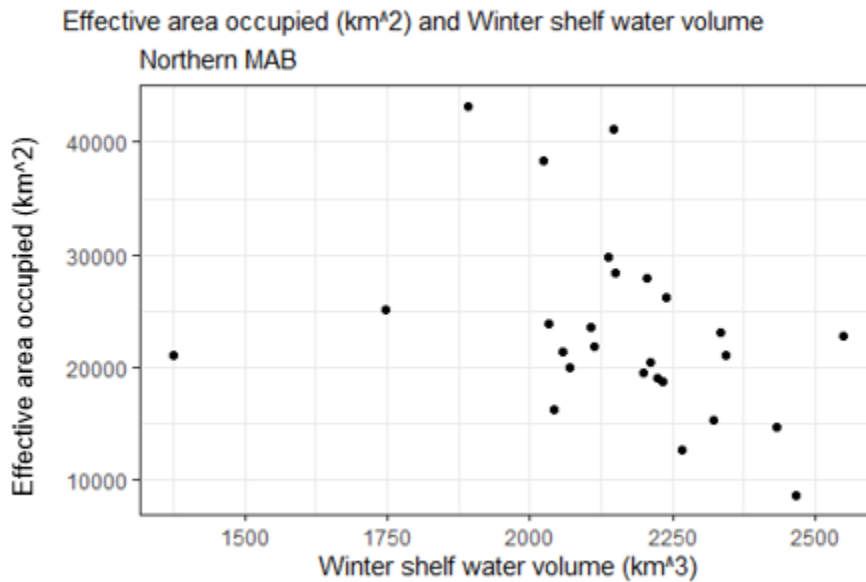 Effective area occupied (km^2) and Winter shelf water volume
Northern MAB
Effective area occupied (km^2)
40000
30000
20000
10000
1500 1750 2000 2250 2500
Winter shelf water volume (km^3)